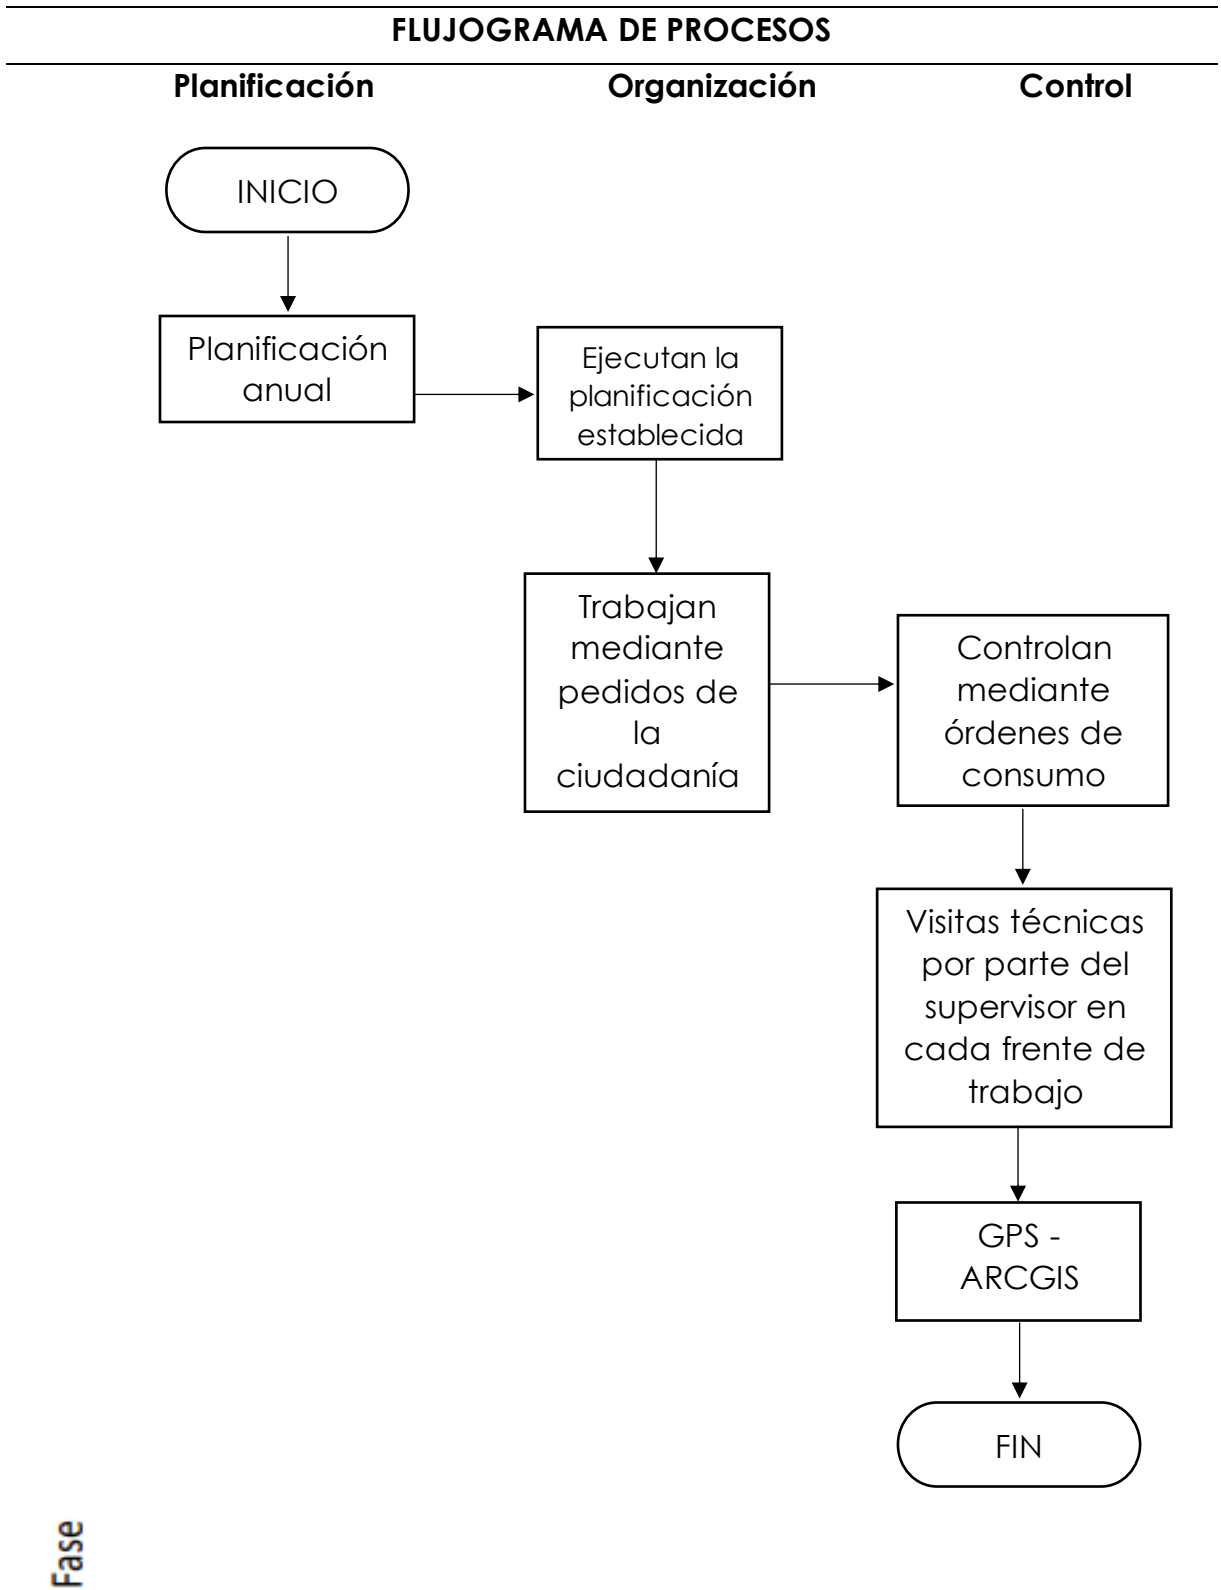 FLUJOGRAMA DE PROCESOS
Planificación
Organización
Control
INICIO
Planificación
anual
Ejecutan la
planificación
establecida
Trabajan
mediante
pedidos de
la
ciudadanía
Controlan
mediante
órdenes de
consumo
Visitas técnicas
por parte del
supervisor en
cada frente de
trabajo
GPS -
ARCGIS
FIN
Fase